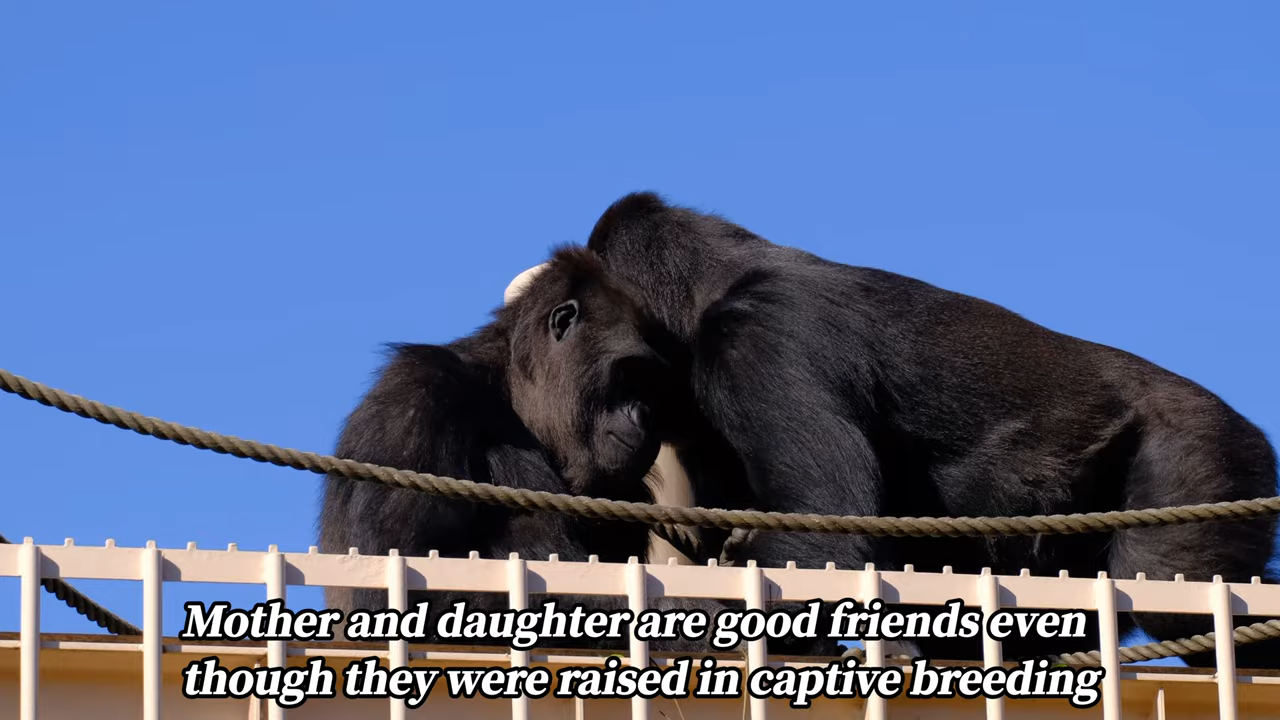 Mother and daughter are good friends even
though they were raised in captive breeding